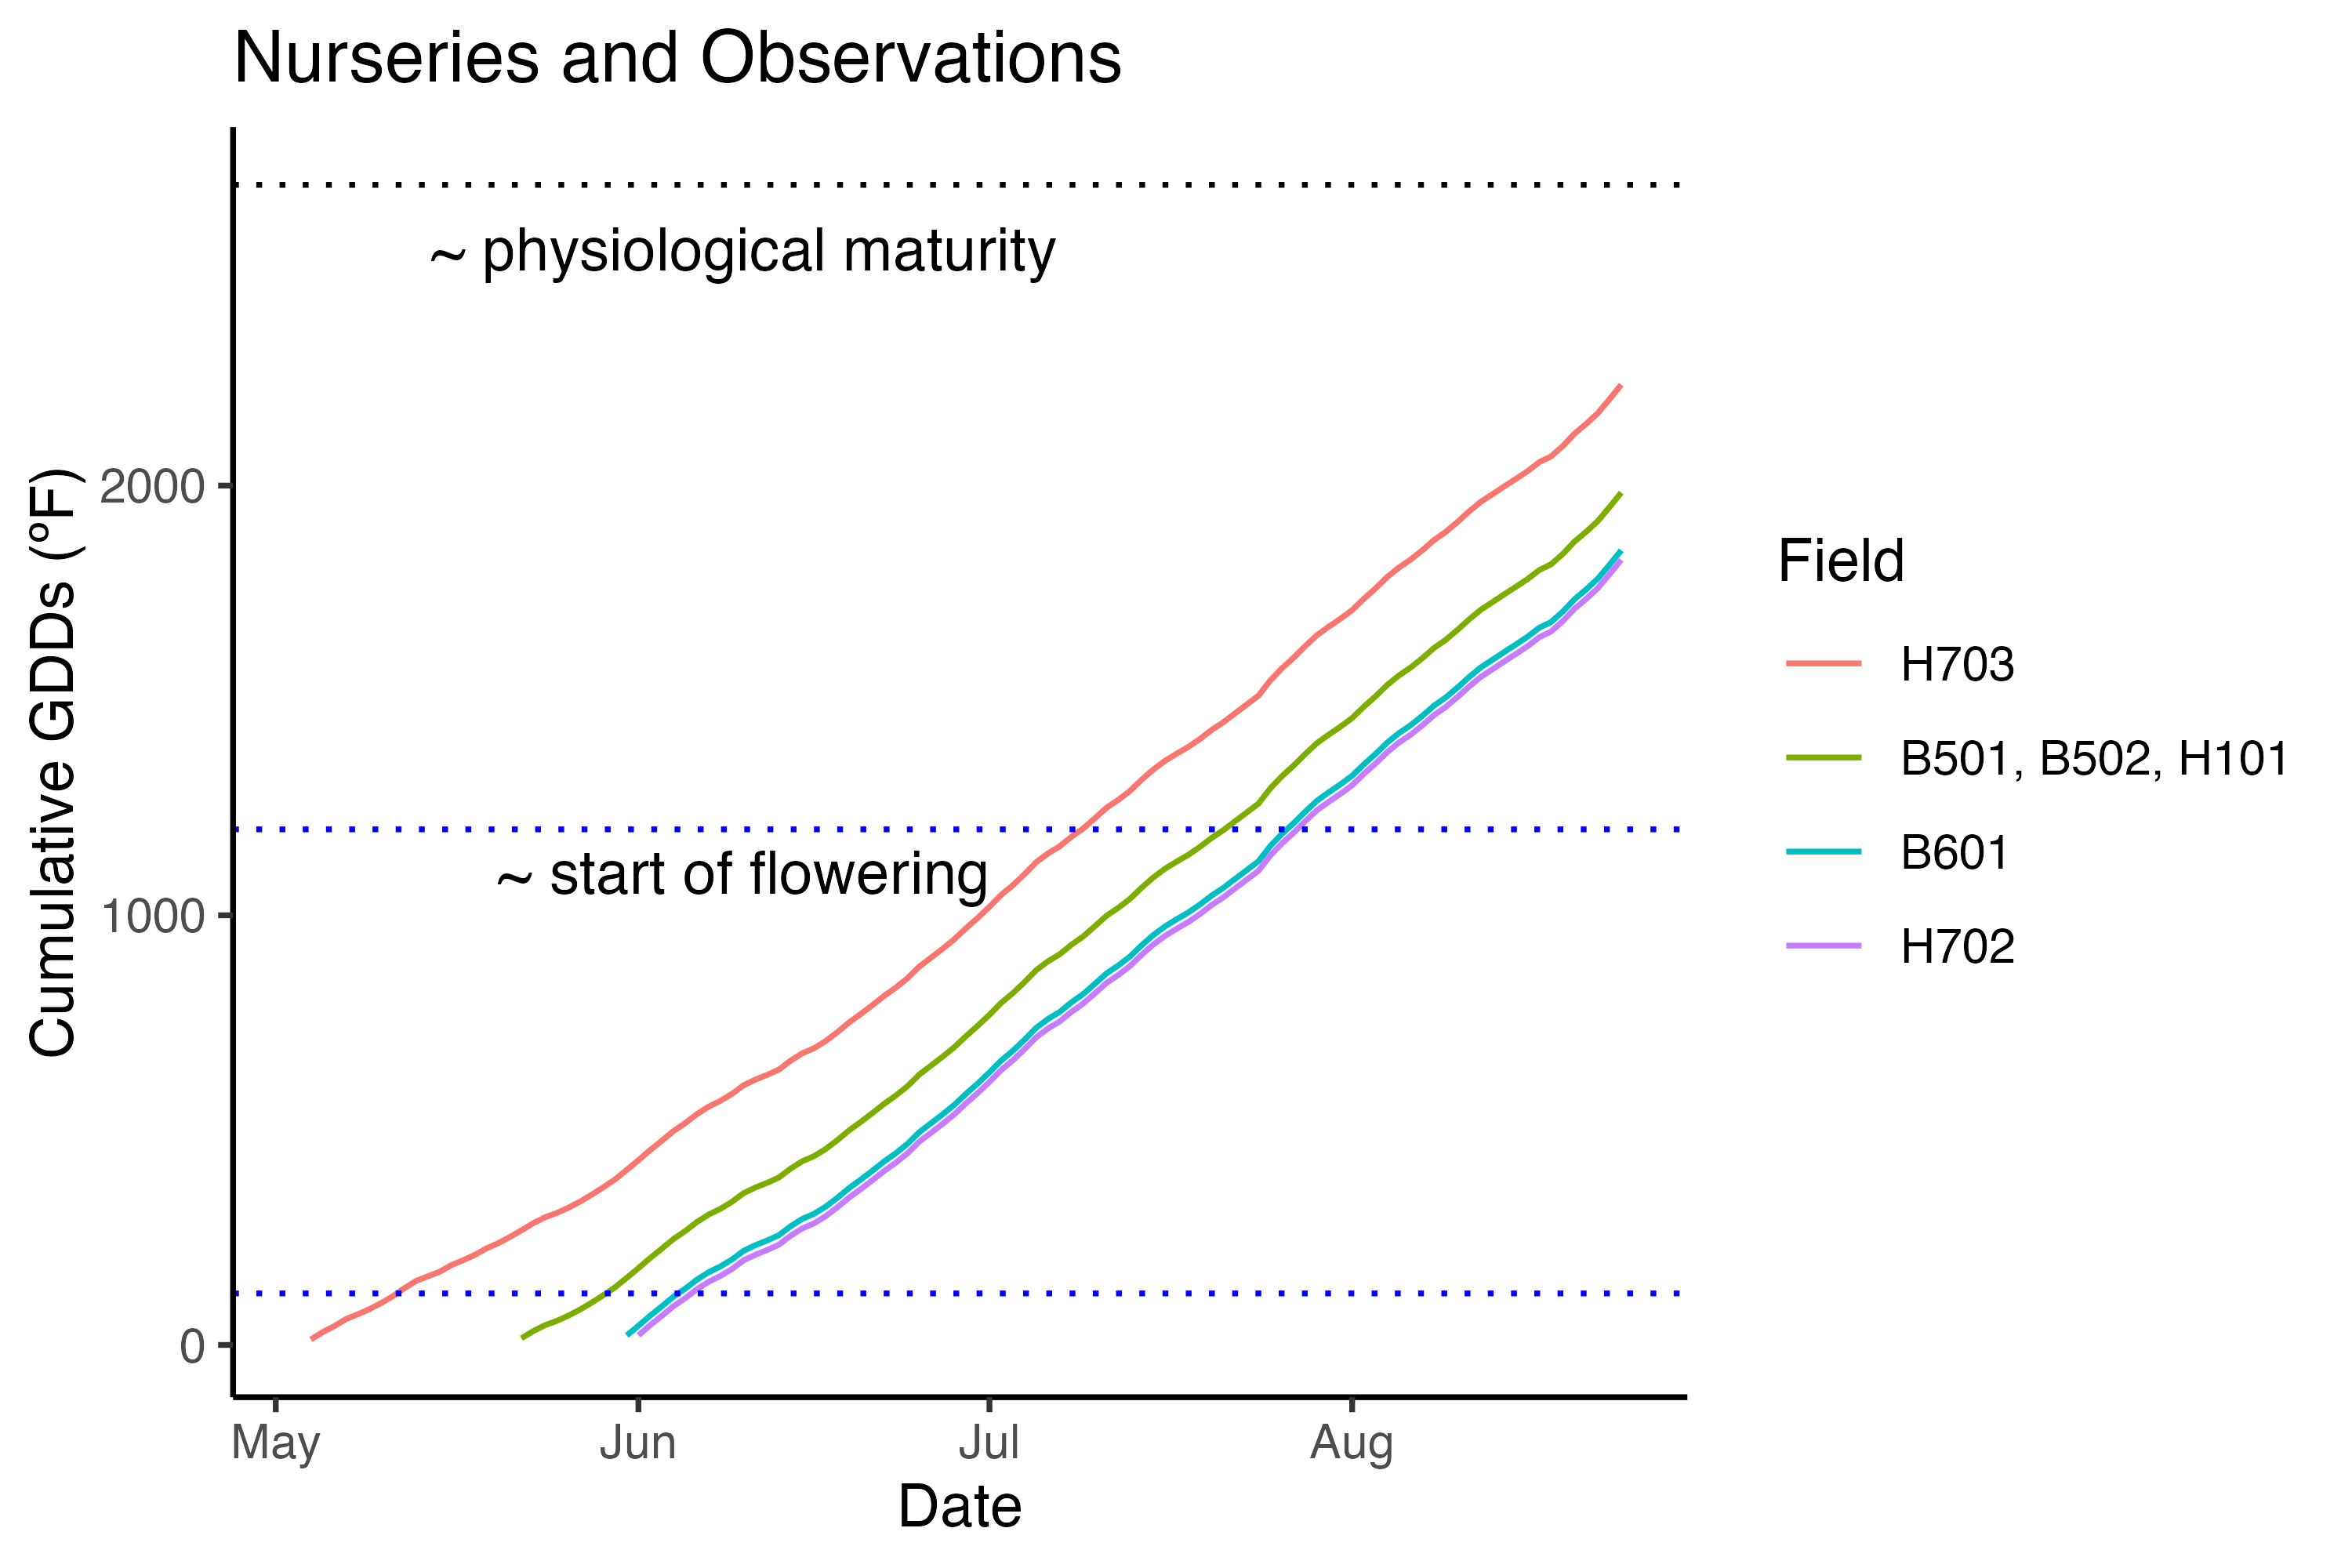 Nurseries and Observations
~ physiological maturity
~ start of flowering
Cumulative GDDs (ºF)
2000
1000
0
May
Jun
Jul
Aug
Date
Field
H703
B501, B502, H101
B601
H702